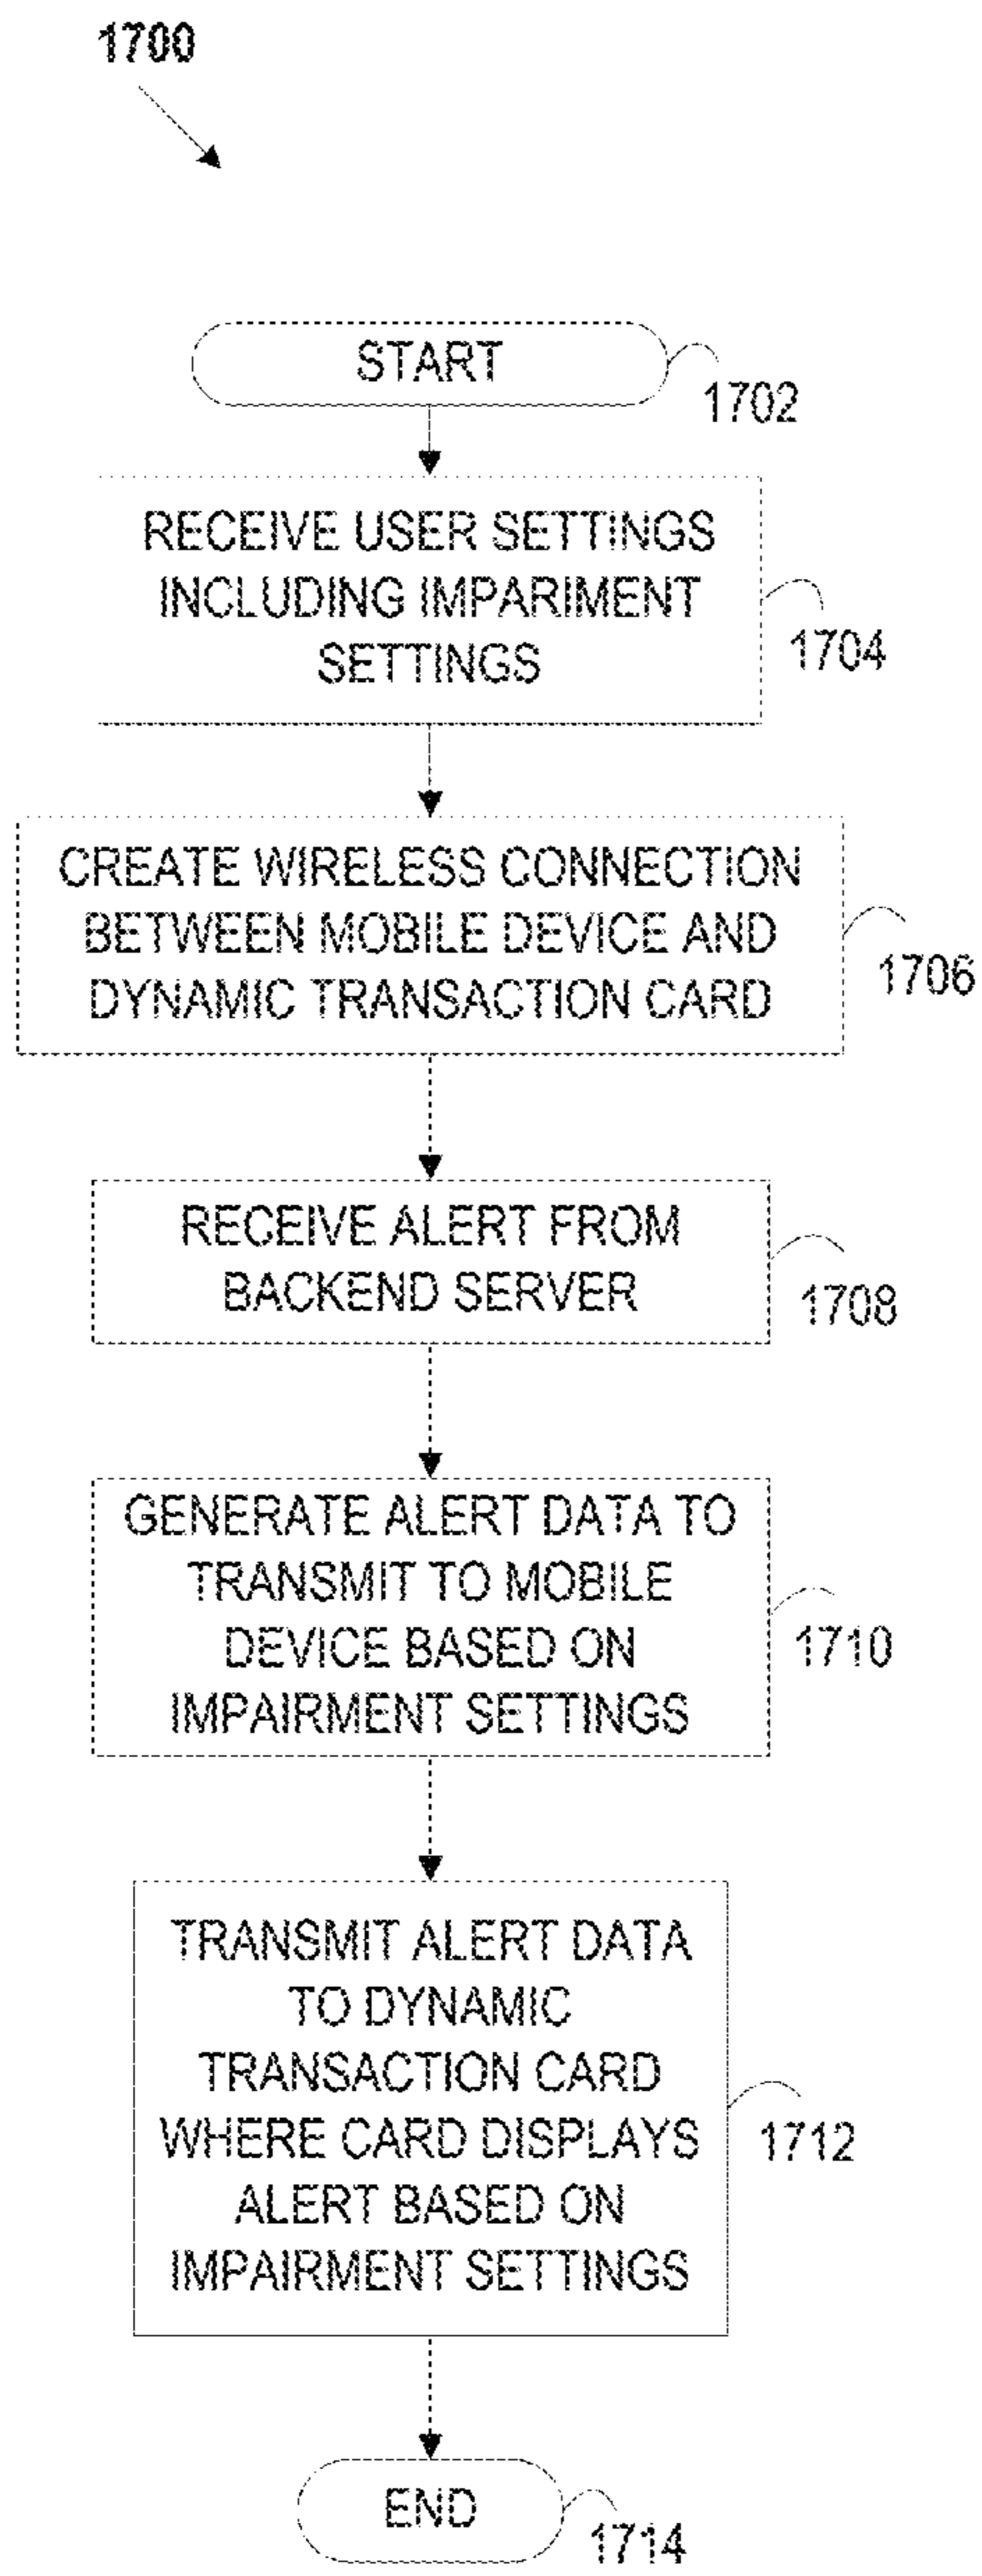 1700
START
1702
RECEIVE USER SETTINGS
INCLUDING IMPARIMENT
SETTINGS
1704
CREATE WIRELESS CONNECTION
BETWEEN MOBILE DEVICE AND
DYNAMIC TRANSACTION CARD
1706
RECEIVE ALERT FROM
BACKEND SERVER
1708
GENERATE ALERT DATA TO
TRANSMIT TO MOBILE
DEVICE BASED ON
IMPAIRMENT SETTINGS
1710
TRANSMIT ALERT DATA
TO DYNAMIC
TRANSACTION CARD
WHERE CARD DISPLAYS
ALERT BASED ON
IMPAIRMENT SETTINGS
1712
END
1714